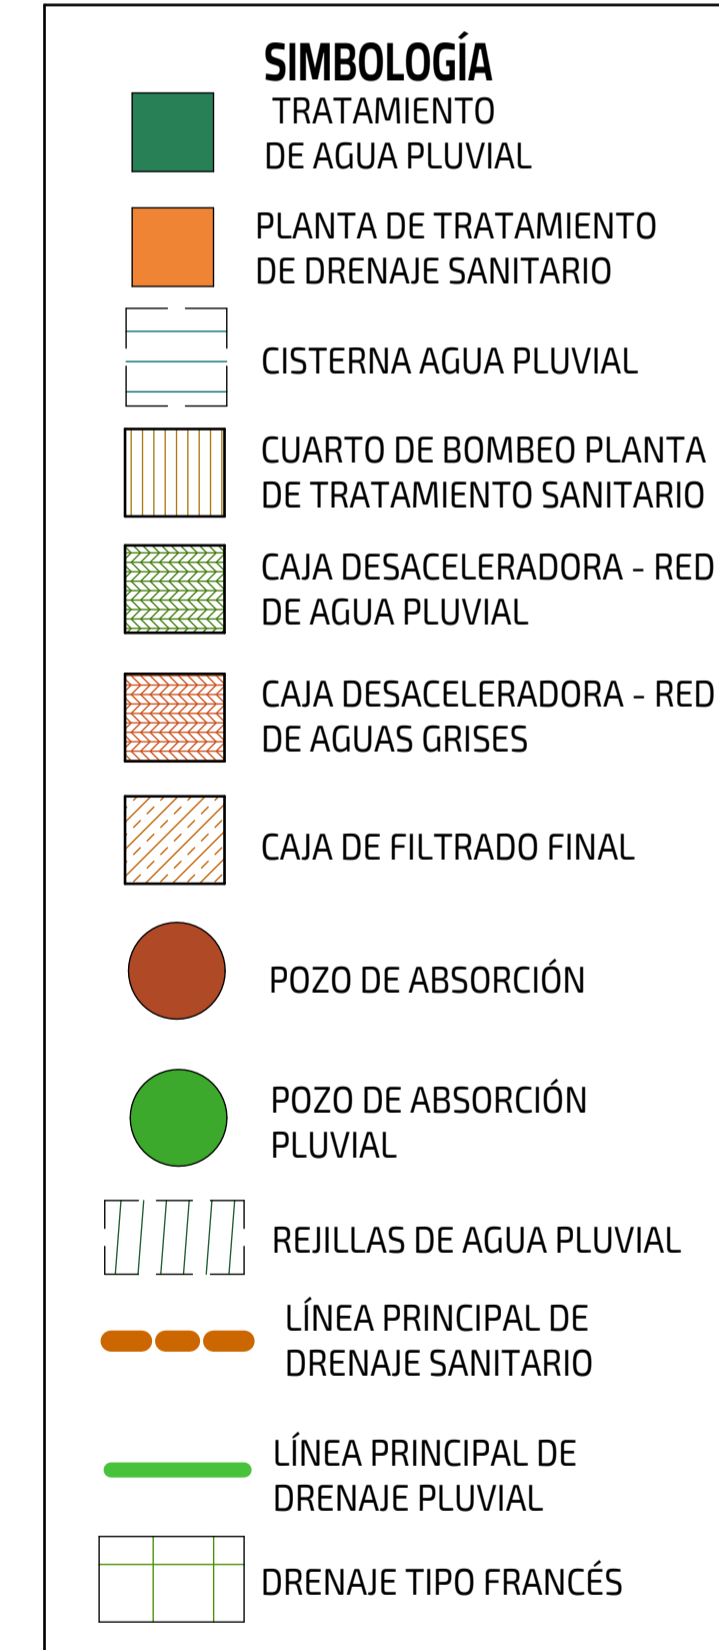 SIMBOLOGÍA
TRATAMIENTO
DE AGUA PLUVIAL
PLANTA DE TRATAMIENTO
DE DRENAJE SANITARIO
CISTERNA AGUA PLUVIAL
CUARTO DE BOMBEO PLANTA
DE TRATAMIENTO SANITARIO
CAJA DESACELERADORA - RED
DE AGUA PLUVIAL
CAJA DESACELERADORA - RED
DE AGUAS GRISES
CAJA DE FILTRADO FINAL
POZO DE ABSORCIÓN
POZO DE ABSORCIÓN
PLUVIAL
REJILLAS DE AGUA PLUVIAL
LÍNEA PRINCIPAL DE
DRENAJE SANITARIO
LÍNEA PRINCIPAL DE
DRENAJE PLUVIAL
DRENAJE TIPO FRANCÉS